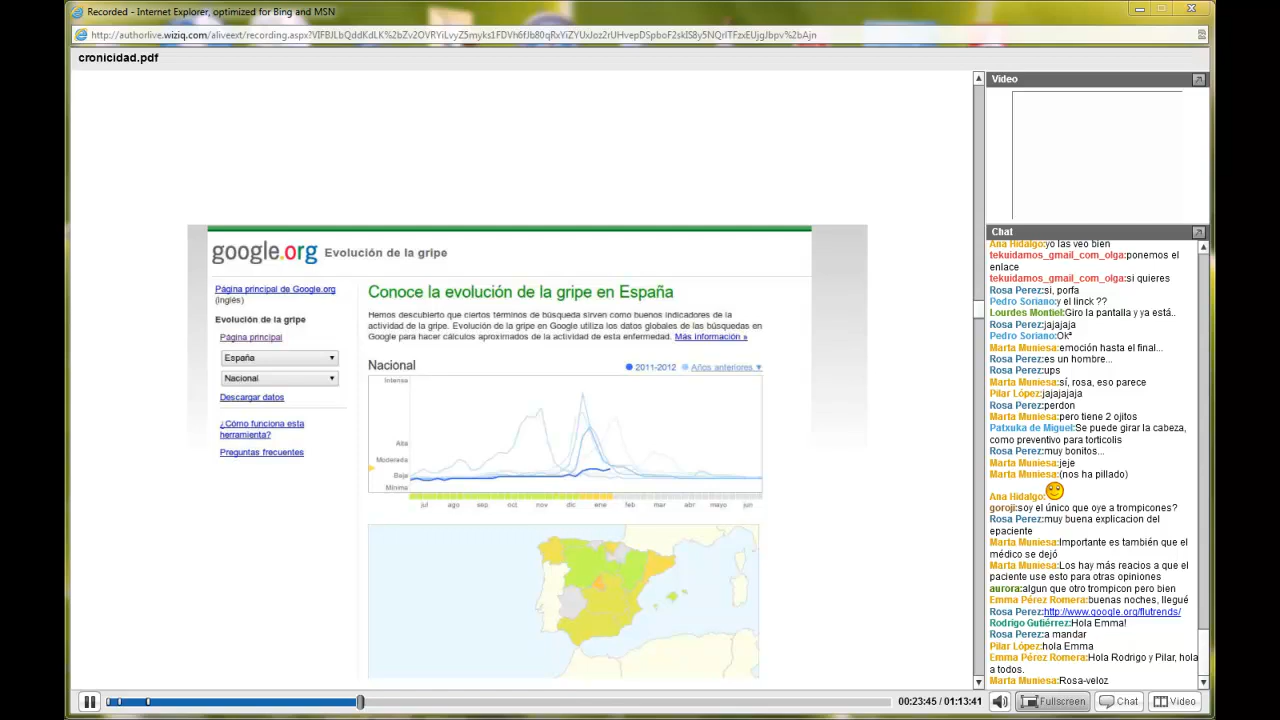 Recorded - Internet Explorer, optimized for Bing and MSN
cronicidad.pdf
google.org Evolución de la gripe
Página principal de Google.org
(inglés)
Evolución de la gripe
Página principal
España
Nacional
Descargar datos
¿Cómo funciona esta
herramienta?
Preguntas frecuentes
Conoce la evolución de la gripe en España
Hemos descubierto que ciertos términos de búsqueda sirven como buenos indicadores de la
actividad de la gripe. Evolución de la gripe en Google utiliza los datos globales de las búsquedas en
Google para hacer cálculos aproximados de la actividad de esta enfermedad. Más información »
Nacional
2011-2012 Años anteriores ▼
Intensa
Alta
Moderada
Baja
Mínima
jul ago sep oct nov dic ene feb mar abr mayo jun
Video
Chat
Ana Hidalgo:yo las veo bien
tekuidamos_gmail_com_olga:ponemos el
enlace
tekuidamos_gmail_com_olga:si quieres
Rosa Perez:si, porfa
Pedro Soriano:y el linck ??
Lourdes Montiel:Giro la pantalla y ya está..
Rosa Perez:jajajaja
Pedro Soriano:Okª
Marta Muniesa:emoción hasta el final...
Rosa Perez:es un hombre...
Rosa Perez:ups
Marta Muniesa:sí, rosa, eso parece
Pilar López:jajajajaja
Rosa Perez:perdon
Marta Muniesa:pero tiene 2 ojitos
Patxuka de Miguel:Se puede girar la cabeza,
como preventivo para torticolis
Rosa Perez:muy bonitos...
Marta Muniesa:jeje
Marta Muniesa:(nos ha pillado)
Ana Hidalgo:
goroji:soy el único que oye a trompicones?
Rosa Perez:muy buena explicacion del
epaciente
Marta Muniesa:Importante es también que el
médico se dejó
Marta Muniesa:Los hay más reacios a que el
paciente use esto para otras opiniones
aurora:algun que otro trompicon pero bien
Emma Pérez Romera:buenas noches, llegué
Rosa Perez:http://www.google.org/flutrends/
Rodrigo Gutiérrez:Hola Emma!
Rosa Perez:a mandar
Pilar López:hola Emma
Emma Pérez Romera:Hola Rodrigo y Pilar, hola
a todos.
Marta Muniesa:Rosa-veloz
00:23:45 / 01:13:41
Fullscreen
Chat
Video